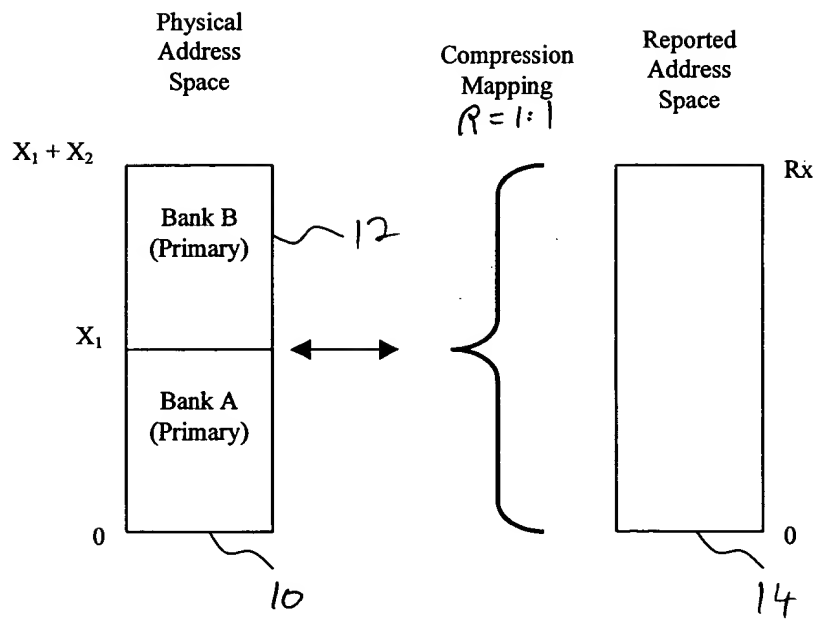 Physical
Address
Space
Compression
Mapping
R = 1:1
Reported
Address
Space
X₁ + X₂
Rx
Bank B
(Primary)
12
X₁
Bank A
(Primary)
0
0
10
14